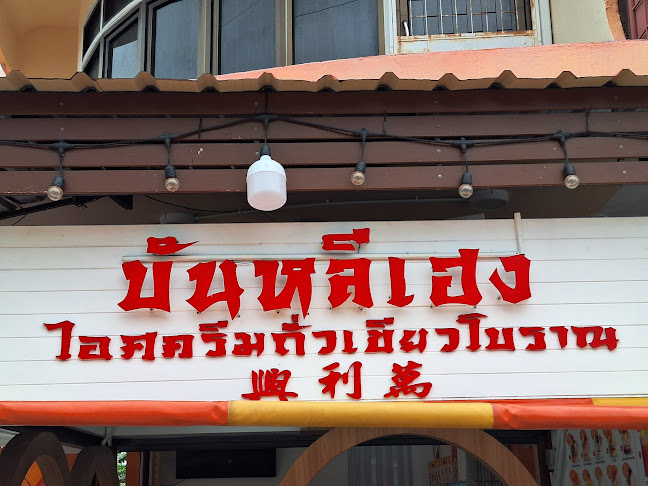 บั้นหลีเฮง
ไอศครีมถั่วเขียวโบราณ
興利萬